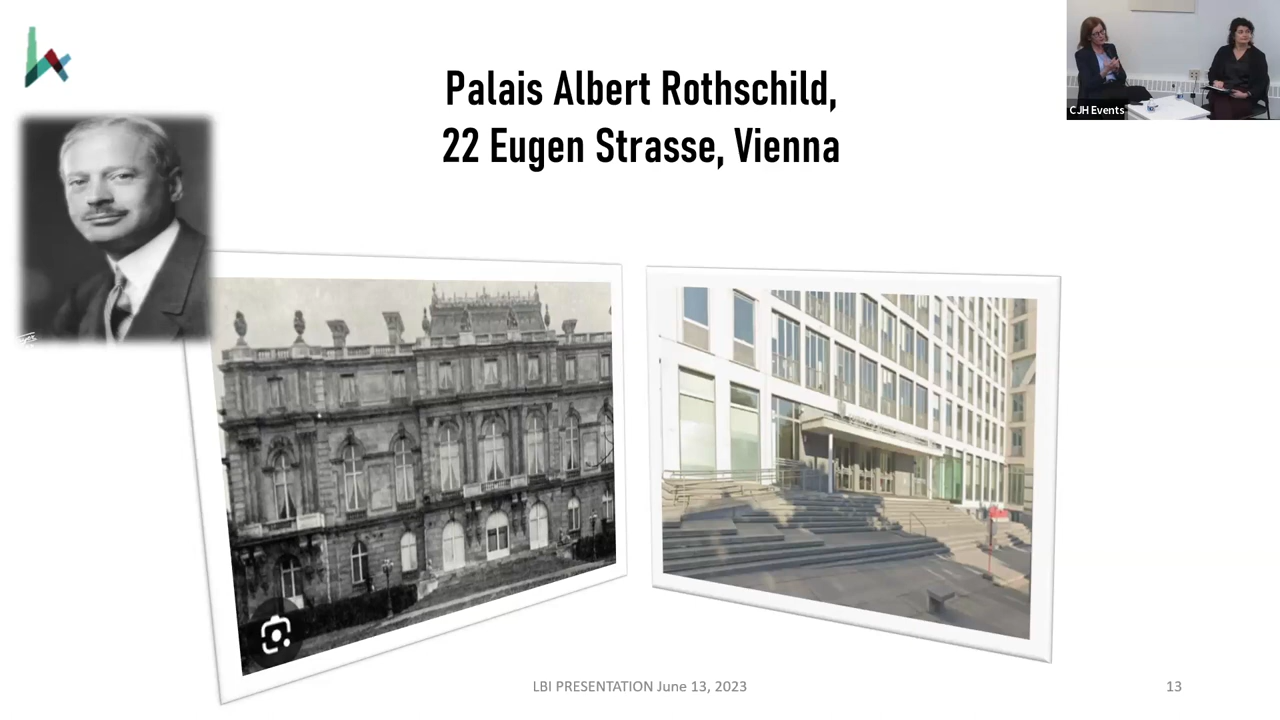 Palais Albert Rothschild,
22 Eugen Strasse, Vienna
CJH Events
LBI PRESENTATION June 13, 2023
13